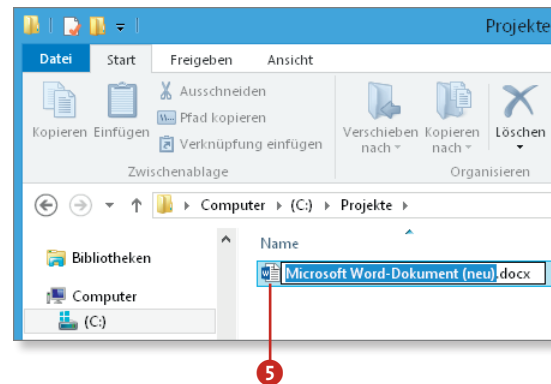 Projekte
Datei Start Freigeben Ansicht
Kopieren Einfügen
Ausschneiden
Pfad kopieren
Verknüpfung einfügen
Verschieben nach
Kopieren nach
Löschen
Zwischenablage
Organisieren
Computer (C:) Projekte
Bibliotheken
Computer
(C:)
Name
Microsoft Word-Dokument (neu).docx
5